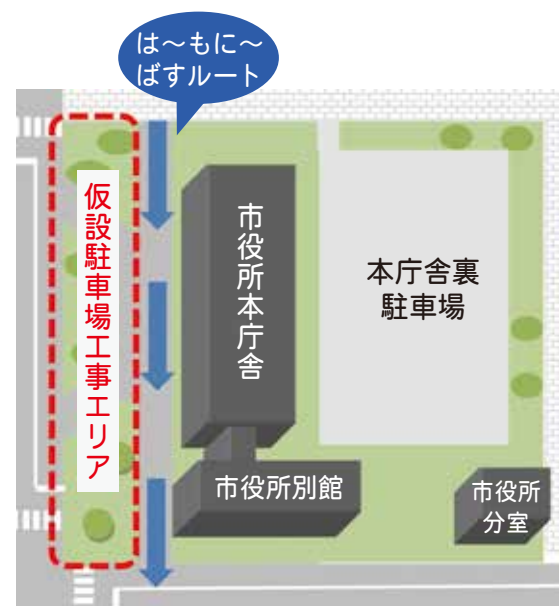 は～もに～
ばすルート
仮設駐車場工事エリア
市役所本庁舎
本庁舎裏
駐車場
市役所別館
市役所
分室